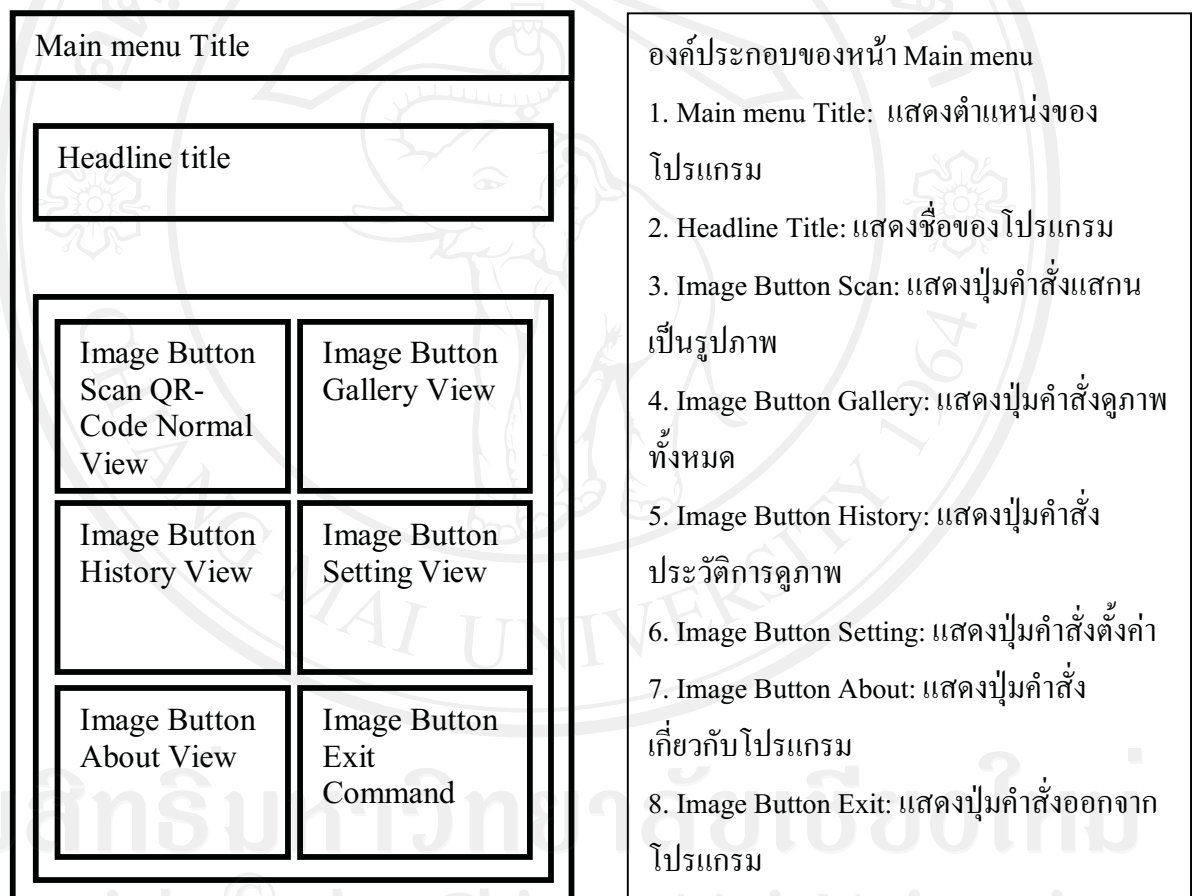 Main menu Title
Headline title
Image Button
Scan QR-
Code Normal
View
Image Button
Gallery View
Image Button
History View
Image Button
Setting View
Image Button
About View
Image Button
Exit
Command
องค์ประกอบของหน้า Main menu
1. Main menu Title: แสดงตำแหน่งของ
โปรแกรม
2. Headline Title: แสดงชื่อของโปรแกรม
3. Image Button Scan: แสดงปุ่มคำสั่งแสกน
เป็นรูปภาพ
4. Image Button Gallery: แสดงปุ่มคำสั่งดูภาพ
ทั้งหมด
5. Image Button History: แสดงปุ่มคำสั่ง
ประวัติการดูภาพ
6. Image Button Setting: แสดงปุ่มคำสั่งตั้งค่า
7. Image Button About: แสดงปุ่มคำสั่ง
เกี่ยวกับโปรแกรม
8. Image Button Exit: แสดงปุ่มคำสั่งออกจาก
โปรแกรม
CHIANG MAI UNIVERSITY 1964